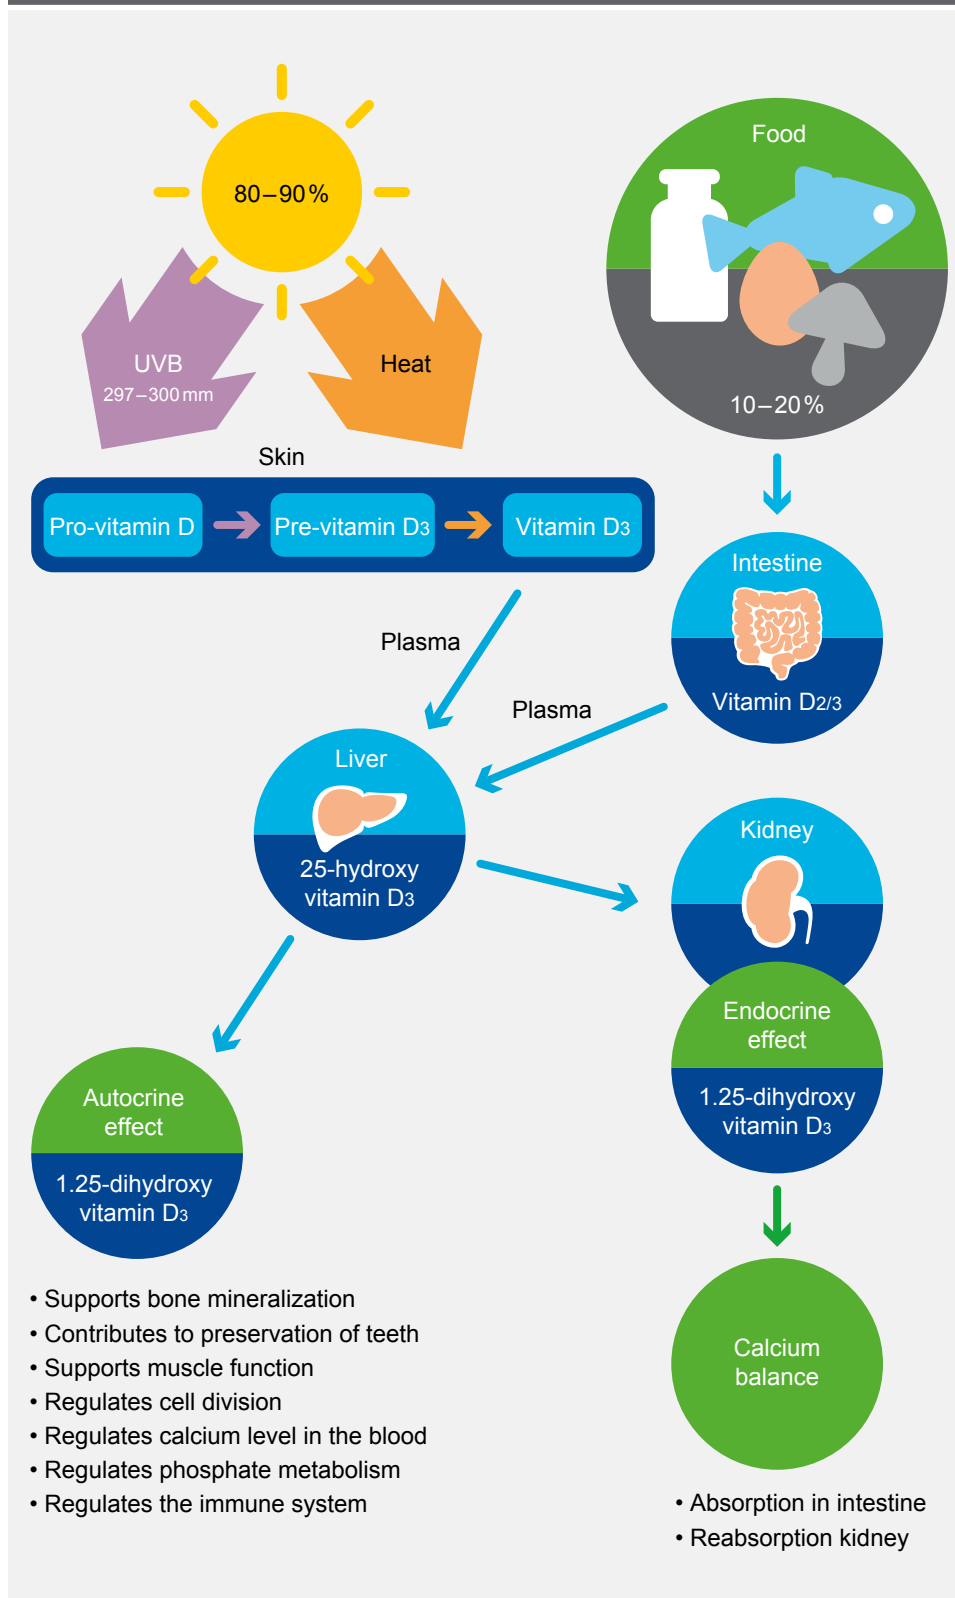 80–90 %
Food
UVB
297–300 mm
Heat
10–20 %
Skin
Pro-vitamin D
Pre-vitamin D3
Vitamin D3
Intestine
Plasma
Vitamin D2/3
Plasma
Liver
25-hydroxy
vitamin D3
Kidney
Endocrine
effect
1.25-dihydroxy
vitamin D3
Autocrine
effect
1.25-dihydroxy
vitamin D3
• Supports bone mineralization
• Contributes to preservation of teeth
• Supports muscle function
• Regulates cell division
• Regulates calcium level in the blood
• Regulates phosphate metabolism
• Regulates the immune system
Calcium
balance
• Absorption in intestine
• Reabsorption kidney